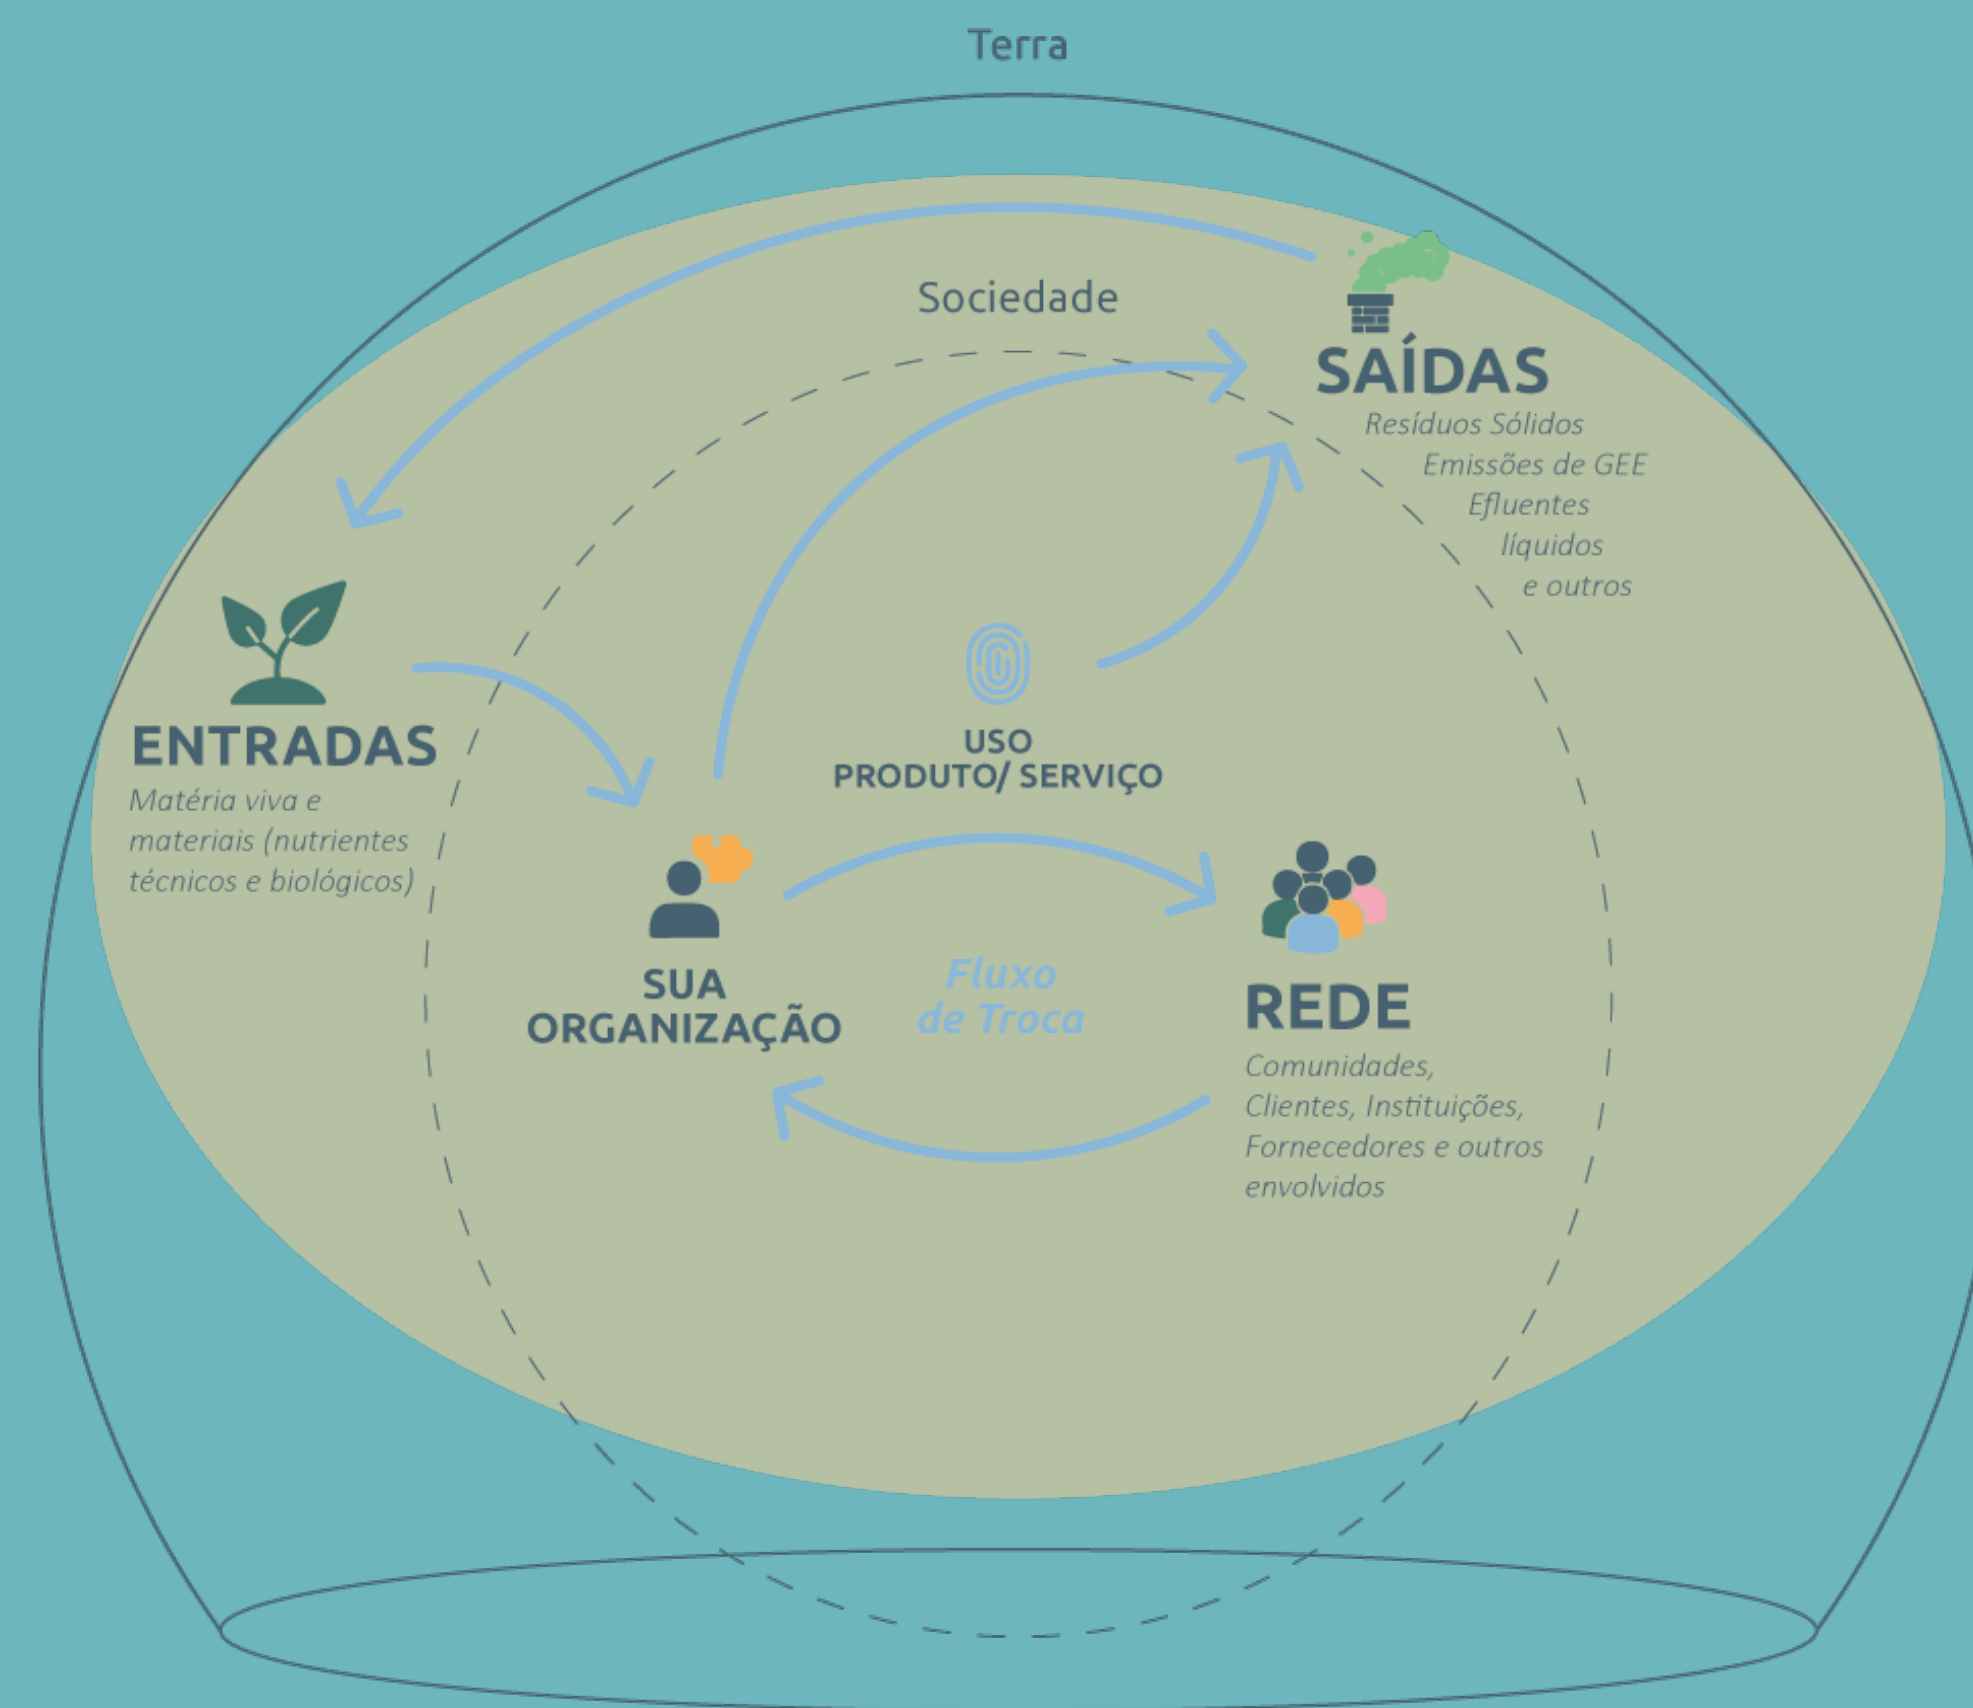 Terra
Sociedade
SAÍDAS
Resíduos Sólidos
Emissões de GEE
Efluentes
líquidos
e outros
ENTRADAS
Matéria viva e
materiais (nutrientes
técnicos e biológicos)
USO
PRODUTO/ SERVIÇO
SUA
ORGANIZAÇÃO
Fluxo
de Troca
REDE
Comunidades,
Clientes, Instituições,
Fornecedores e outros
envolvidos